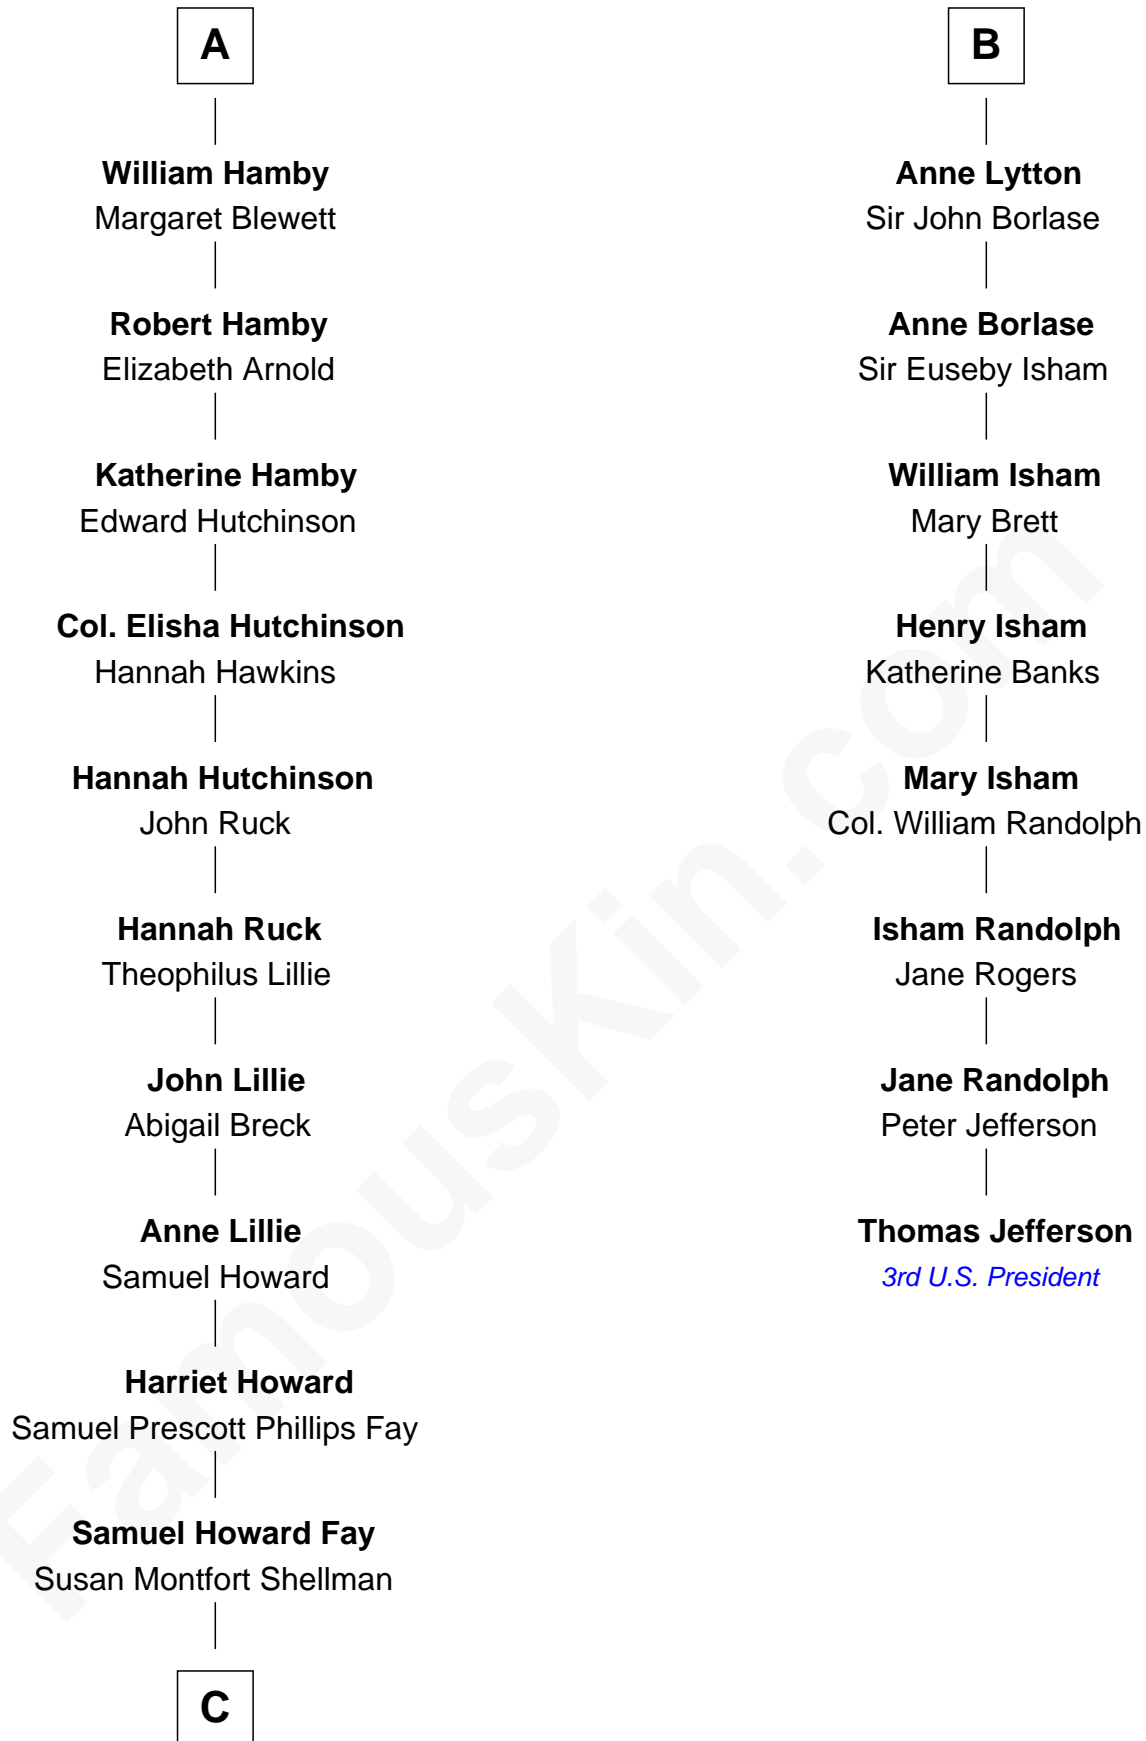 A
William Hamby
Margaret Blewett
Robert Hamby
Elizabeth Arnold
Katherine Hamby
Edward Hutchinson
Col. Elisha Hutchinson
Hannah Hawkins
Hannah Hutchinson
John Ruck
Hannah Ruck
Theophilus Lillie
John Lillie
Abigail Breck
Anne Lillie
Samuel Howard
Harriet Howard
Samuel Prescott Phillips Fay
Samuel Howard Fay
Susan Montfort Shellman
C
B
Anne Lytton
Sir John Borlase
Anne Borlase
Sir Euseby Isham
William Isham
Mary Brett
Henry Isham
Katherine Banks
Mary Isham
Col. William Randolph
Isham Randolph
Jane Rogers
Jane Randolph
Peter Jefferson
Thomas Jefferson
3rd U.S. President
FamousKin.com